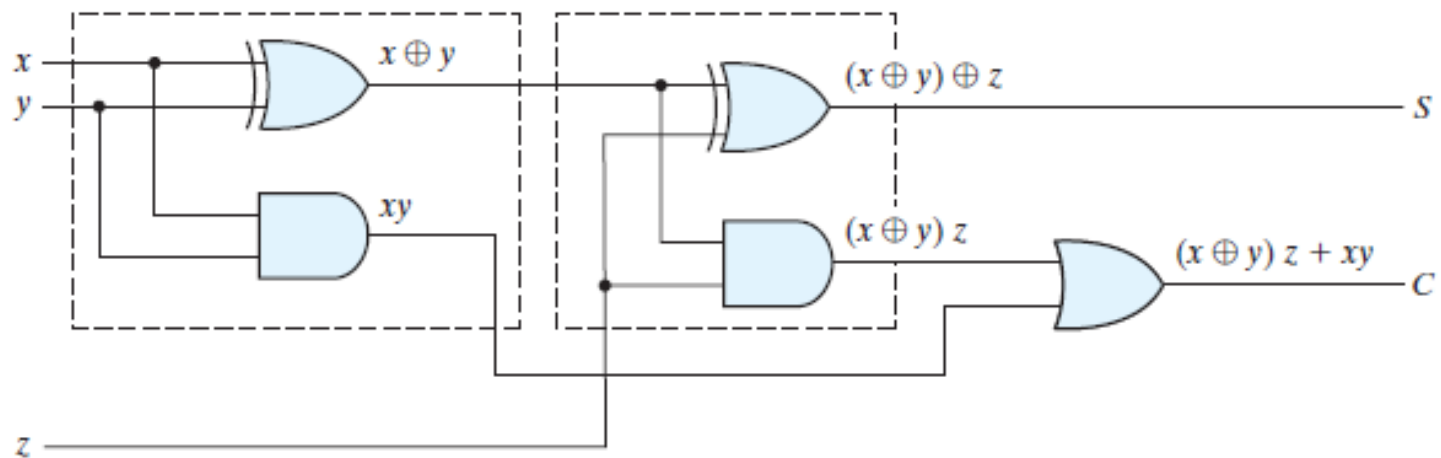 x
y
x ⊕ y
xy
(x ⊕ y) ⊕ z
S
(x ⊕ y) z
(x ⊕ y) z + xy
C
z